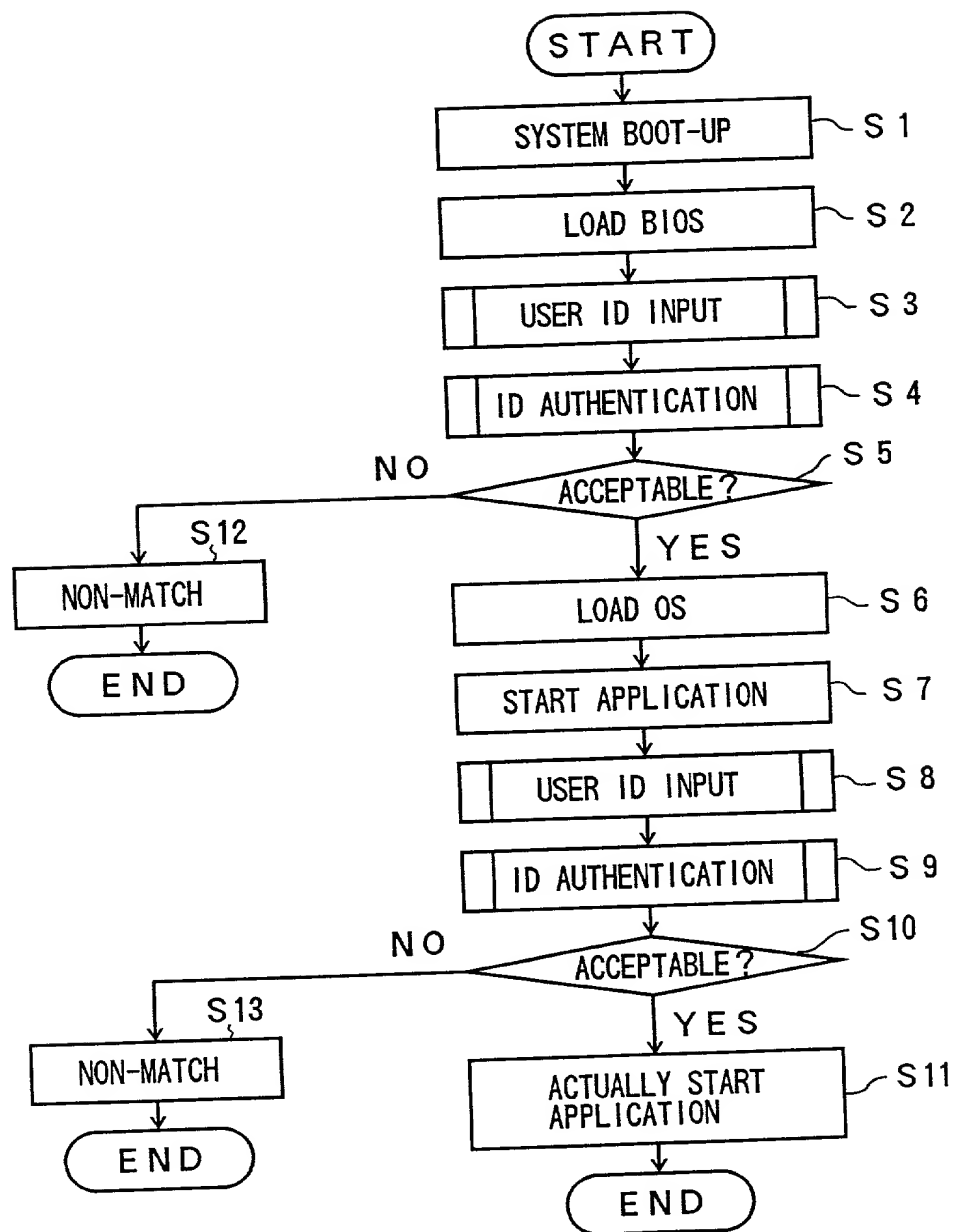 START
SYSTEM BOOT-UP
S1
LOAD BIOS
S2
USER ID INPUT
S3
ID AUTHENTICATION
S4
ACCEPTABLE?
S5
NO
YES
S12
NON-MATCH
END
LOAD OS
S6
START APPLICATION
S7
USER ID INPUT
S8
ID AUTHENTICATION
S9
ACCEPTABLE?
S10
NO
YES
S13
NON-MATCH
END
ACTUALLY START
APPLICATION
S11
END